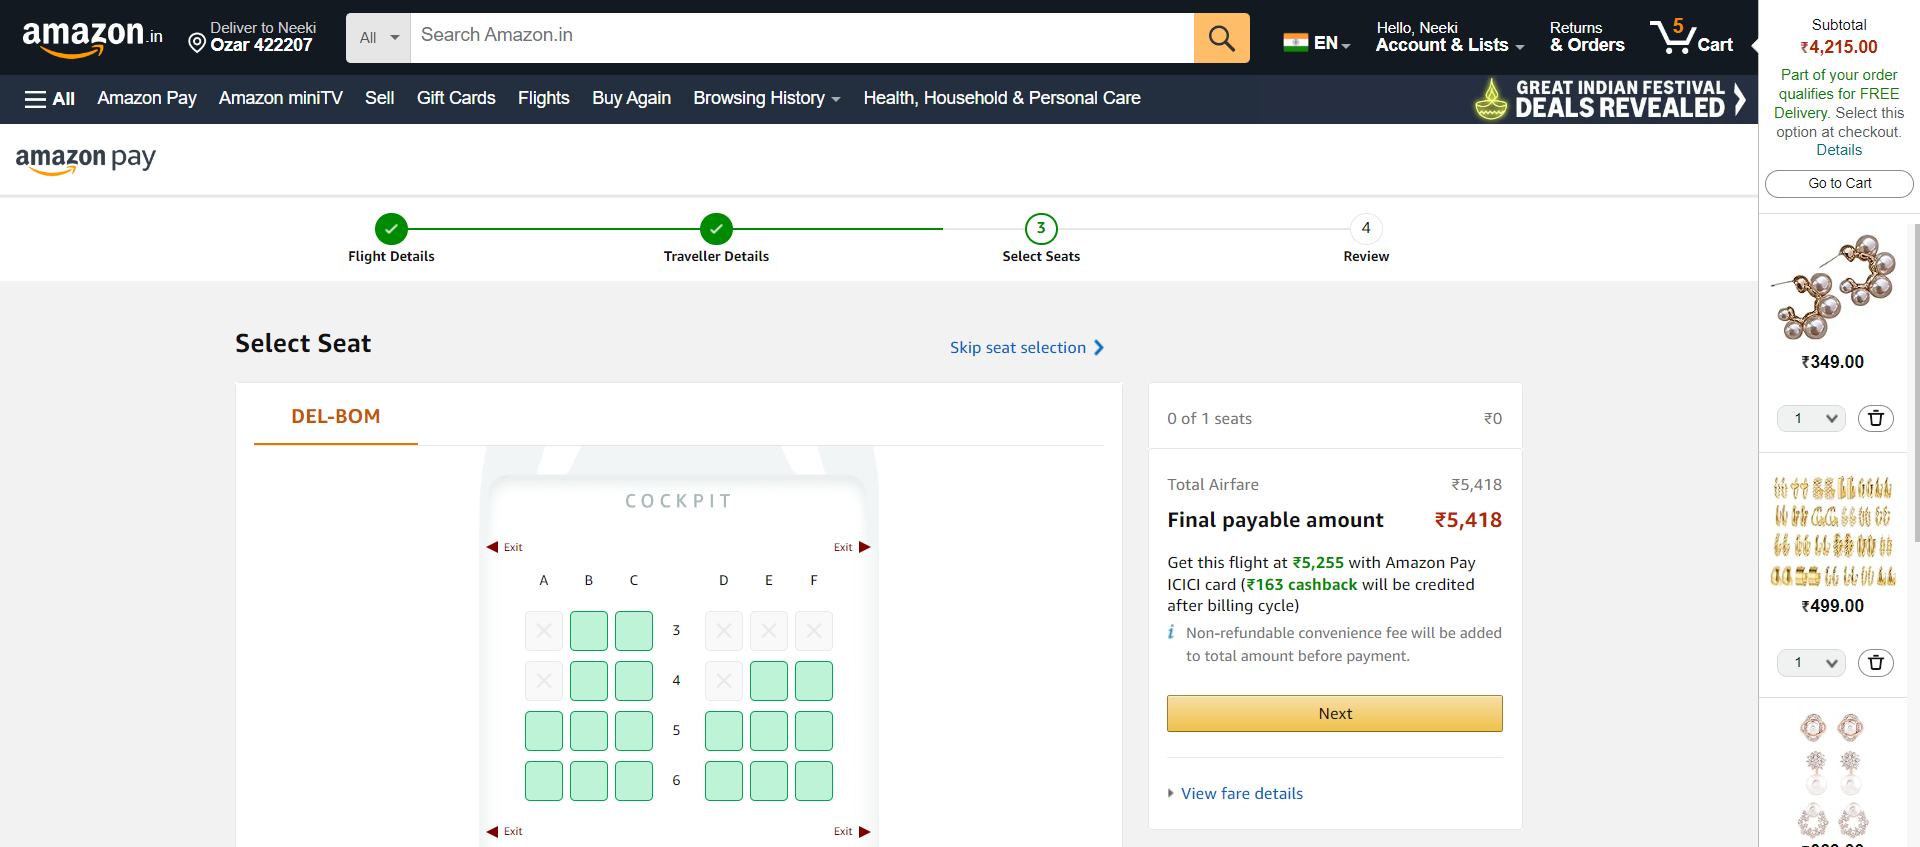 amazon.in
Deliver to Neeki
Ozar 422207
All
Search Amazon.in
EN
Hello, Neeki
Account & Lists
Returns
& Orders
5
Cart
All
Amazon Pay
Amazon miniTV
Sell
Gift Cards
Flights
Buy Again
Browsing History
Health, Household & Personal Care
GREAT INDIAN FESTIVAL
DEALS REVEALED
Subtotal
₹4,215.00
Part of your order
qualifies for FREE
Delivery. Select this
option at checkout.
Details
Go to Cart
amazon pay
3
4
Flight Details
Traveller Details
Select Seats
Review
Select Seat
Skip seat selection
DEL-BOM
COCKPIT
Exit
Exit
A B C D E F
3
4
5
6
Exit
Exit
0 of 1 seats ₹0
Total Airfare ₹5,418
Final payable amount ₹5,418
Get this flight at ₹5,255 with Amazon Pay
ICICI card (₹163 cashback will be credited
after billing cycle)
i Non-refundable convenience fee will be added
to total amount before payment.
Next
View fare details
₹349.00
1
₹499.00
1